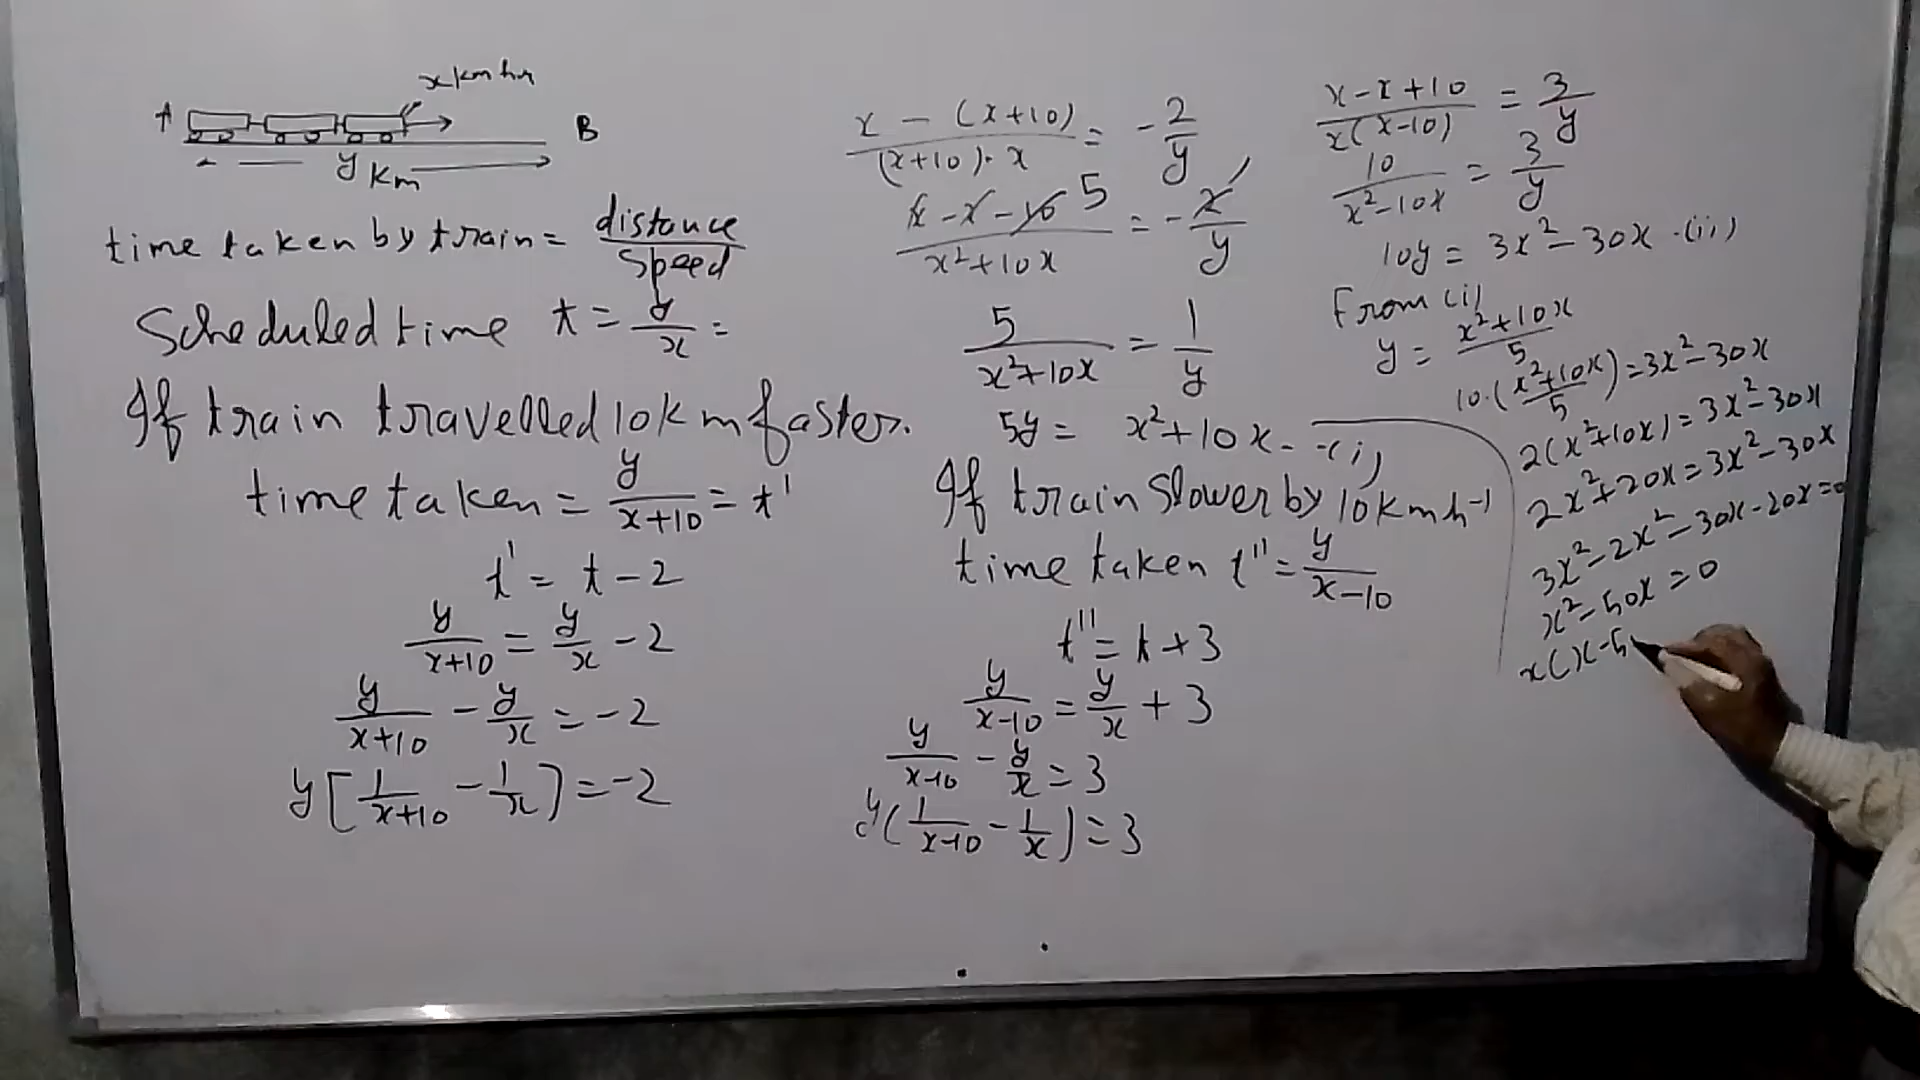 x km hr
A B
y km
time taken by train = distance/speed
Scheduled time t = y/x =
If train travelled 10 km faster.
time taken = y/(x+10) = t'
t' = t - 2
y/(x+10) = y/x - 2
y/(x+10) - y/x = -2
y[1/(x+10) - 1/x] = -2
(x - (x+10))/((x+10)·x) = -2/y
(x - x - 10 5)/(x²+10x) = -2/y
5/(x²+10x) = 1/y
5y = x²+10x --(i)
If train slower by 10 km h⁻¹
time taken t'' = y/(x-10)
t'' = t + 3
y/(x-10) = y/x + 3
y/(x-10) - y/x = 3
y(1/(x-10) - 1/x) = 3
(x-x+10)/(x(x-10)) = 3/y
10/(x²-10x) = 3/y
10y = 3x² - 30x -(ii)
From (i)
y = (x²+10x)/5
10·((x²+10x)/5) = 3x²-30x
2(x²+10x) = 3x²-30x
2x²+20x = 3x²-30x
3x²-2x²-30x-20x=0
x²-50x = 0
x(x-5